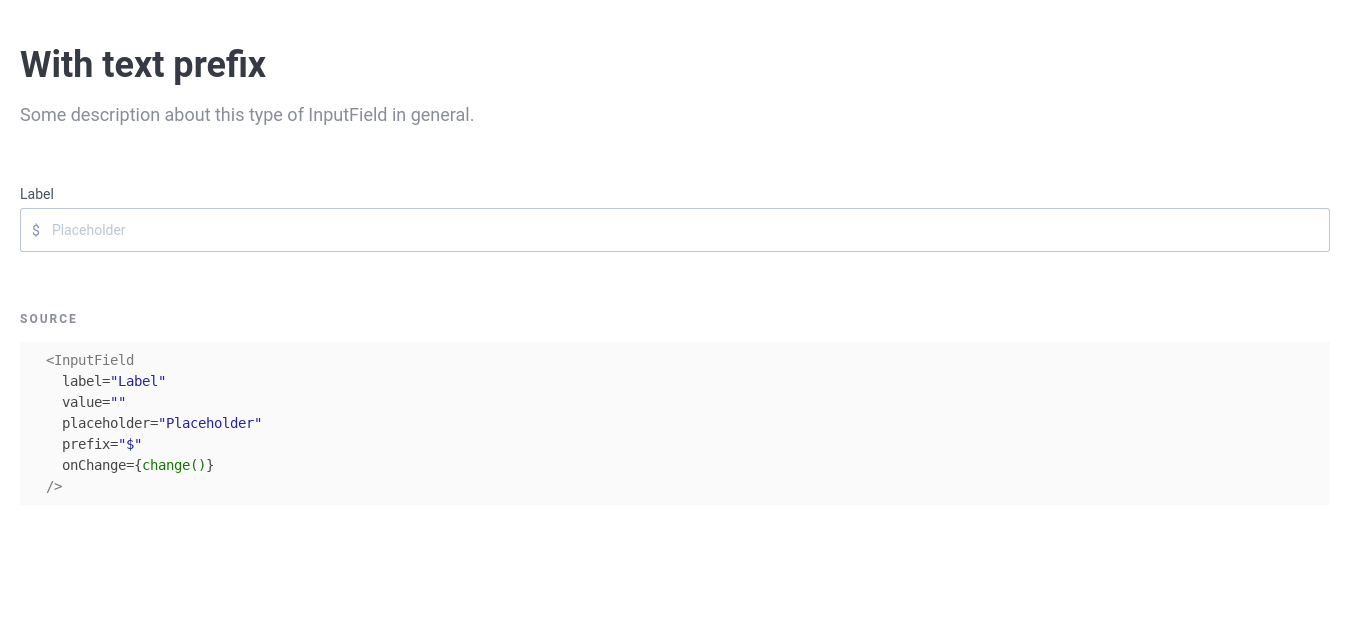 With text prefix
Some description about this type of InputField in general.
Label
$ Placeholder
SOURCE
<InputField
  label="Label"
  value=""
  placeholder="Placeholder"
  prefix="$"
  onChange={change()}
/>